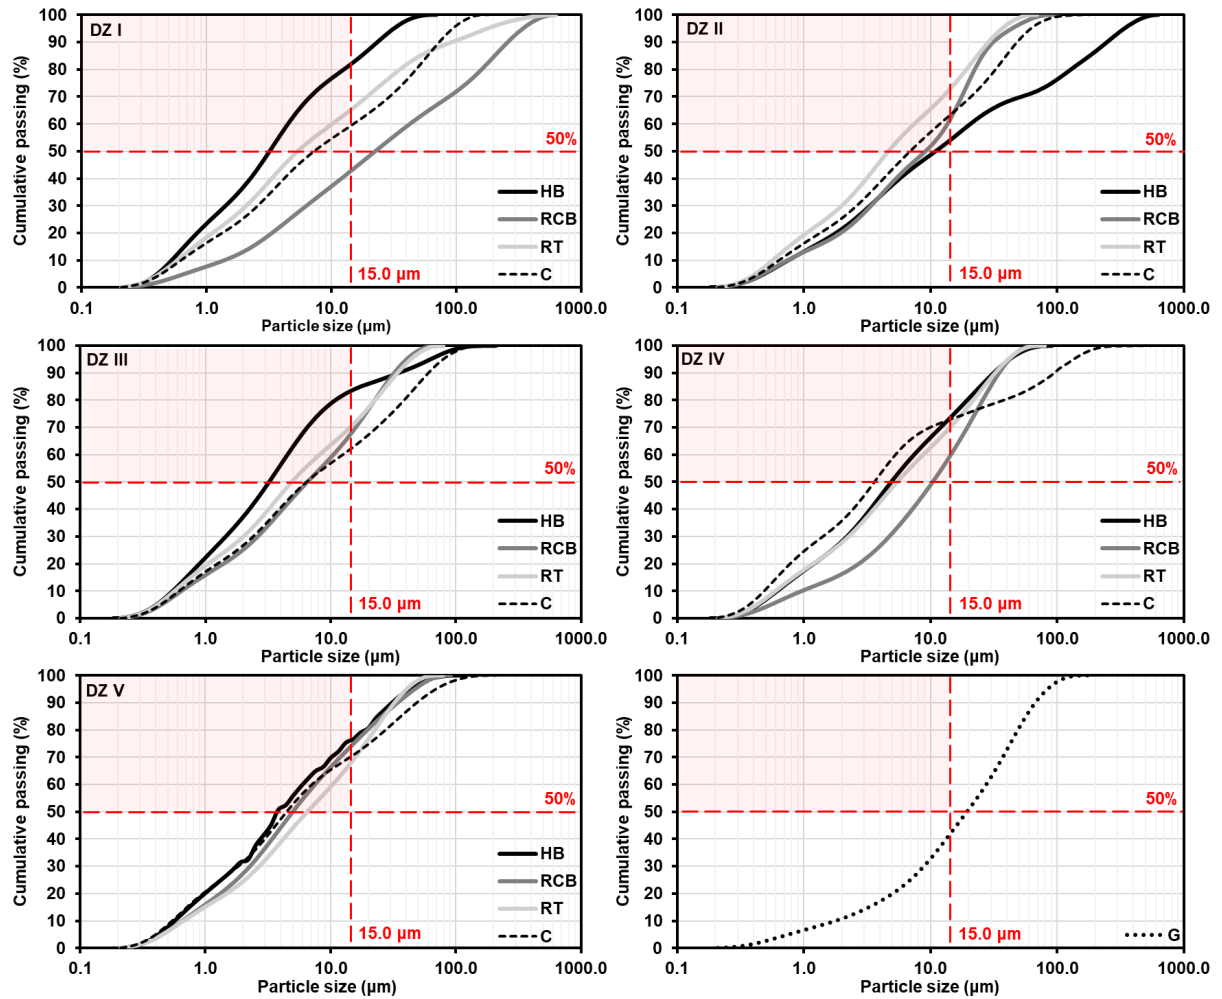 DZ I
Cumulative passing (%)
100
90
80
70
60
50
40
30
20
10
0
50%
HB
RCB
RT
C
15.0 µm
0.1 1.0 10.0 100.0 1000.0
Particle size (µm)
DZ II
Cumulative passing (%)
100
90
80
70
60
50
40
30
20
10
0
50%
HB
RCB
RT
C
15.0 µm
0.1 1.0 10.0 100.0 1000.0
Particle size (µm)
DZ III
Cumulative passing (%)
100
90
80
70
60
50
40
30
20
10
0
50%
HB
RCB
RT
C
15.0 µm
0.1 1.0 10.0 100.0 1000.0
Particle size (µm)
DZ IV
Cumulative passing (%)
100
90
80
70
60
50
40
30
20
10
0
50%
HB
RCB
RT
C
15.0 µm
0.1 1.0 10.0 100.0 1000.0
Particle size (µm)
DZ V
Cumulative passing (%)
100
90
80
70
60
50
40
30
20
10
0
50%
HB
RCB
RT
C
15.0 µm
0.1 1.0 10.0 100.0 1000.0
Particle size (µm)
Cumulative passing (%)
100
90
80
70
60
50
40
30
20
10
0
50%
G
15.0 µm
0.1 1.0 10.0 100.0 1000.0
Particle size (µm)